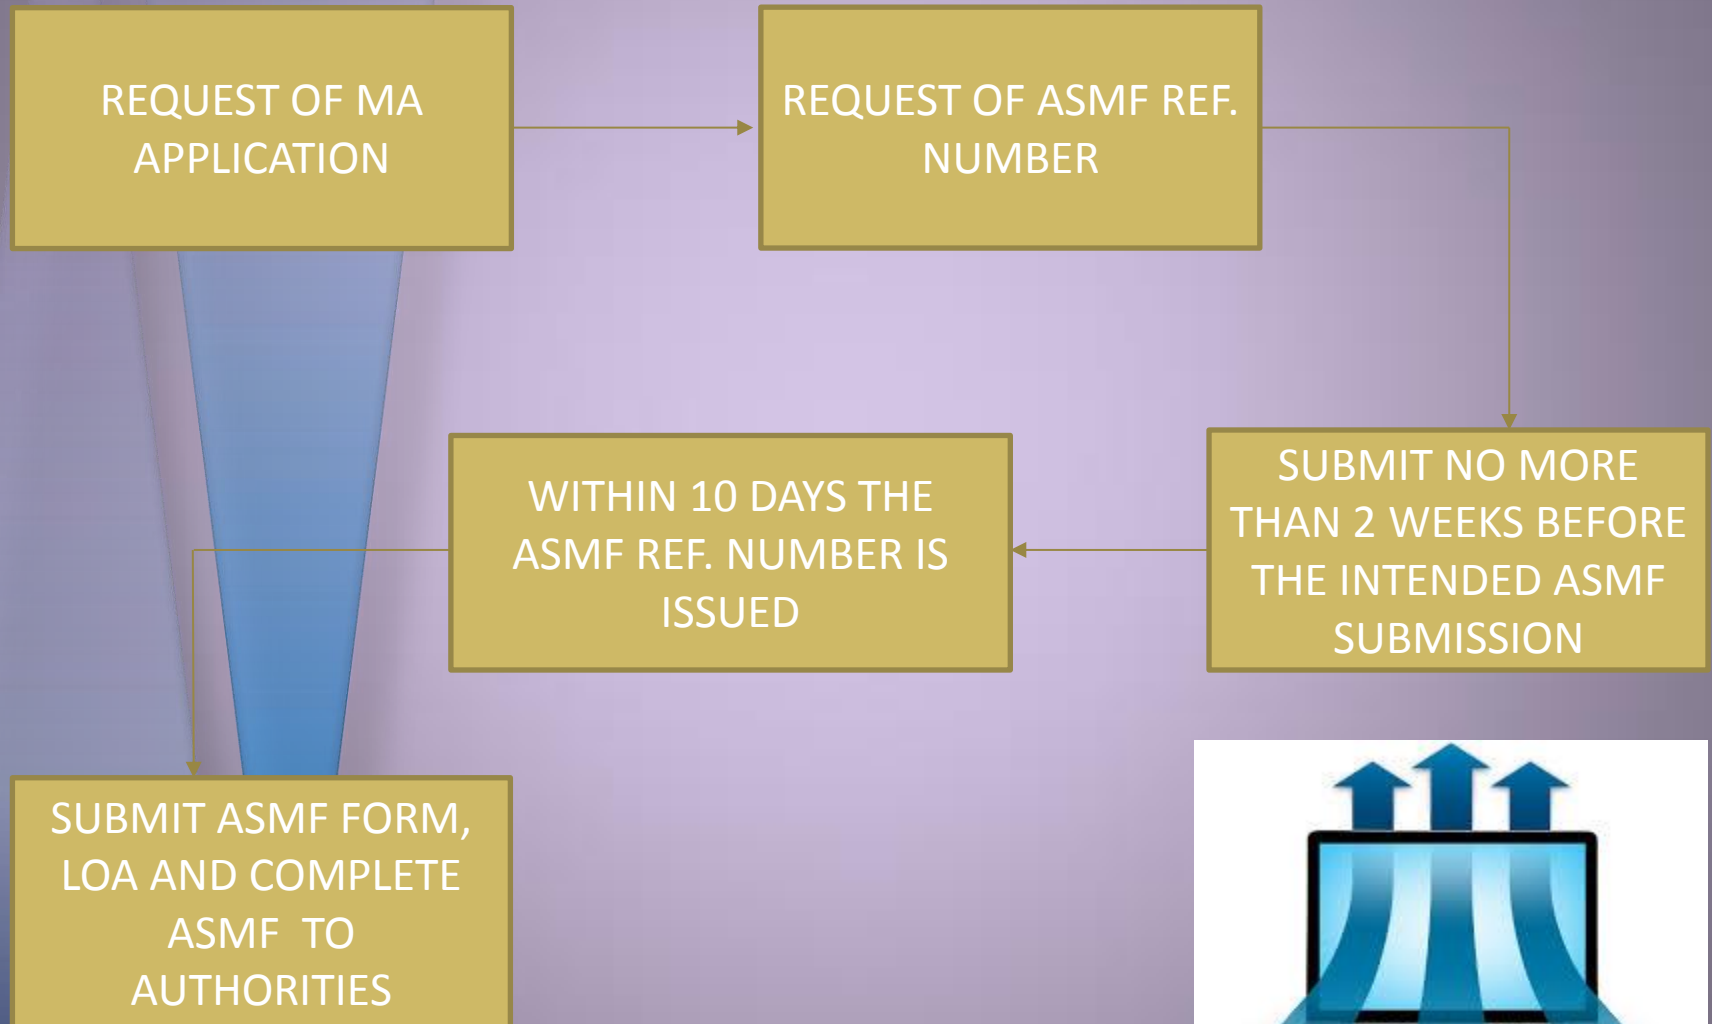 REQUEST OF MA
APPLICATION
REQUEST OF ASMF REF.
NUMBER
SUBMIT NO MORE
THAN 2 WEEKS BEFORE
THE INTENDED ASMF
SUBMISSION
WITHIN 10 DAYS THE
ASMF REF. NUMBER IS
ISSUED
SUBMIT ASMF FORM,
LOA AND COMPLETE
ASMF  TO
AUTHORITIES